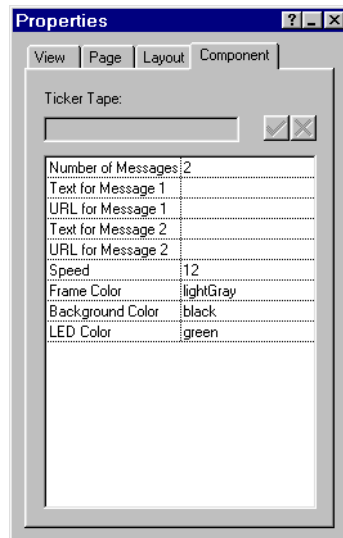 Properties
View Page Layout Component
Ticker Tape:
Number of Messages 2
Text for Message 1
URL for Message 1
Text for Message 2
URL for Message 2
Speed 12
Frame Color lightGray
Background Color black
LED Color green